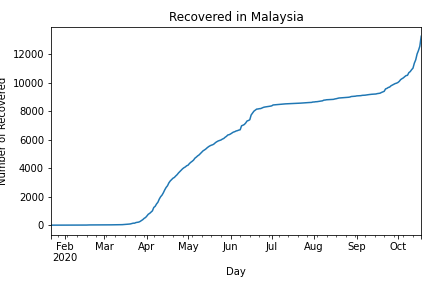 Recovered in Malaysia
Number of Recovered
12000
10000
8000
6000
4000
2000
0
Feb Mar Apr May Jun Jul Aug Sep Oct
2020
Day